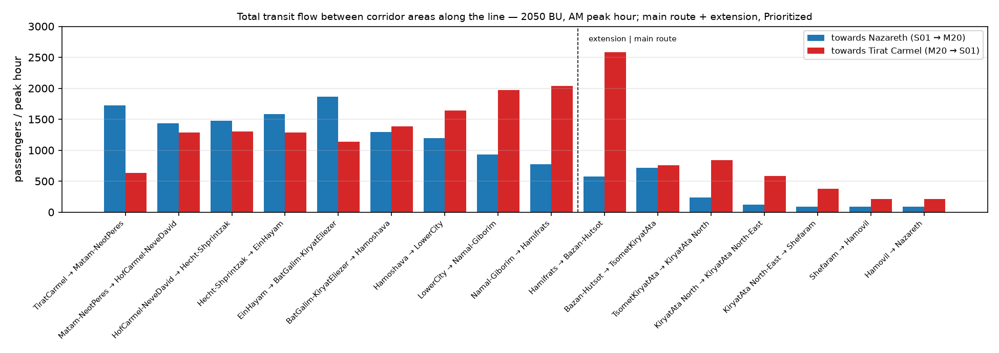 Total transit flow between corridor areas along the line — 2050 BU, AM peak hour; main route + extension, Prioritized
passengers / peak hour
3000
2500
2000
1500
1000
500
0
extension | main route
towards Nazareth (S01 → M20)
towards Tirat Carmel (M20 → S01)
TiratCarmel → Matam-NeotPeres
Matam-NeotPeres → HofCarmel-NeveDavid
HofCarmel-NeveDavid → Hecht-Shprintzak
Hecht-Shprintzak → EinHayam
EinHayam → BatGalim-KiryatEliezer
BatGalim-KiryatEliezer → Hamoshava
Hamoshava → LowerCity
LowerCity → Namal-Giborim
Namal-Giborim → Hamifrats
Hamifrats → Bazan-Hutsot
Bazan-Hutsot → TsometKiryatAta
TsometKiryatAta → KiryatAta North
KiryatAta North → KiryatAta North-East
KiryatAta North-East → Shefaram
Shefaram → Hamovil
Hamovil → Nazareth